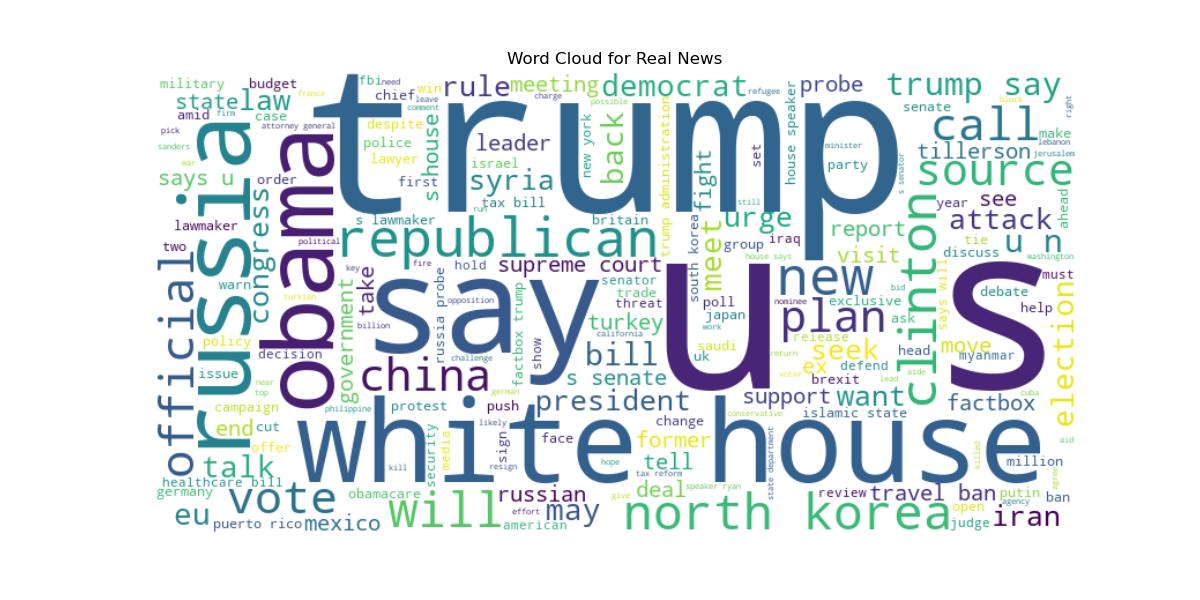 Word Cloud for Real News
military
budget
fbi
need
win
rule
meeting
democrat
probe
trump say
france
chief
leave
charge
possible
refugee
state
law
trump
house speaker
senate
call
block
right
amid
firm
case
comment
despite
new york
back
make
pick
attorney general
police
s house
leader
trump administration
set
minister
party
tillerson
lebanon
sanders
lawyer
israel
russia
war
obama
source
jerusalem
says u
order
first
syria
fight
s senator
congress
tax bill
still
year
see
ahead
lawmaker
s lawmaker
run
britain
urge
report
attack
official
two
political
republican
meet
group
iraq
clinton
tie
u n
warn
key
fire
hold
supreme court
south korea
house says
visit
discuss
washington
turkish
take
say
senator
us
new
bid
says will
must
government
russia probe
opposition
trade
threat
poll
nominee
exclusive
debate
help
policy
billion
factbox trump
turkey
japan
plan
ask
election
issue
decision
challenge
show
california
work
release
move
near
china
bill
saudi
return
seek
head
myanmar
top
german
s senate
uk
ex
defend
aide
lead
voter
brexit
cuba
campaign
philippine
protest
push
president
support
want
factbox
end
cut
likely
change
conservative
islamic state
offer
white house
media
sign
face
former
state department
killed
aid
talk
security
kill
resign
hope
tell
tax reform
million
agree
healthcare bill
germany
vote
obamacare
russian
give
deal
speaker ryan
review
travel ban
putin
ban
eu
puerto rico
mexico
will
american
effort
may
north korea
judge
open
agency
iran